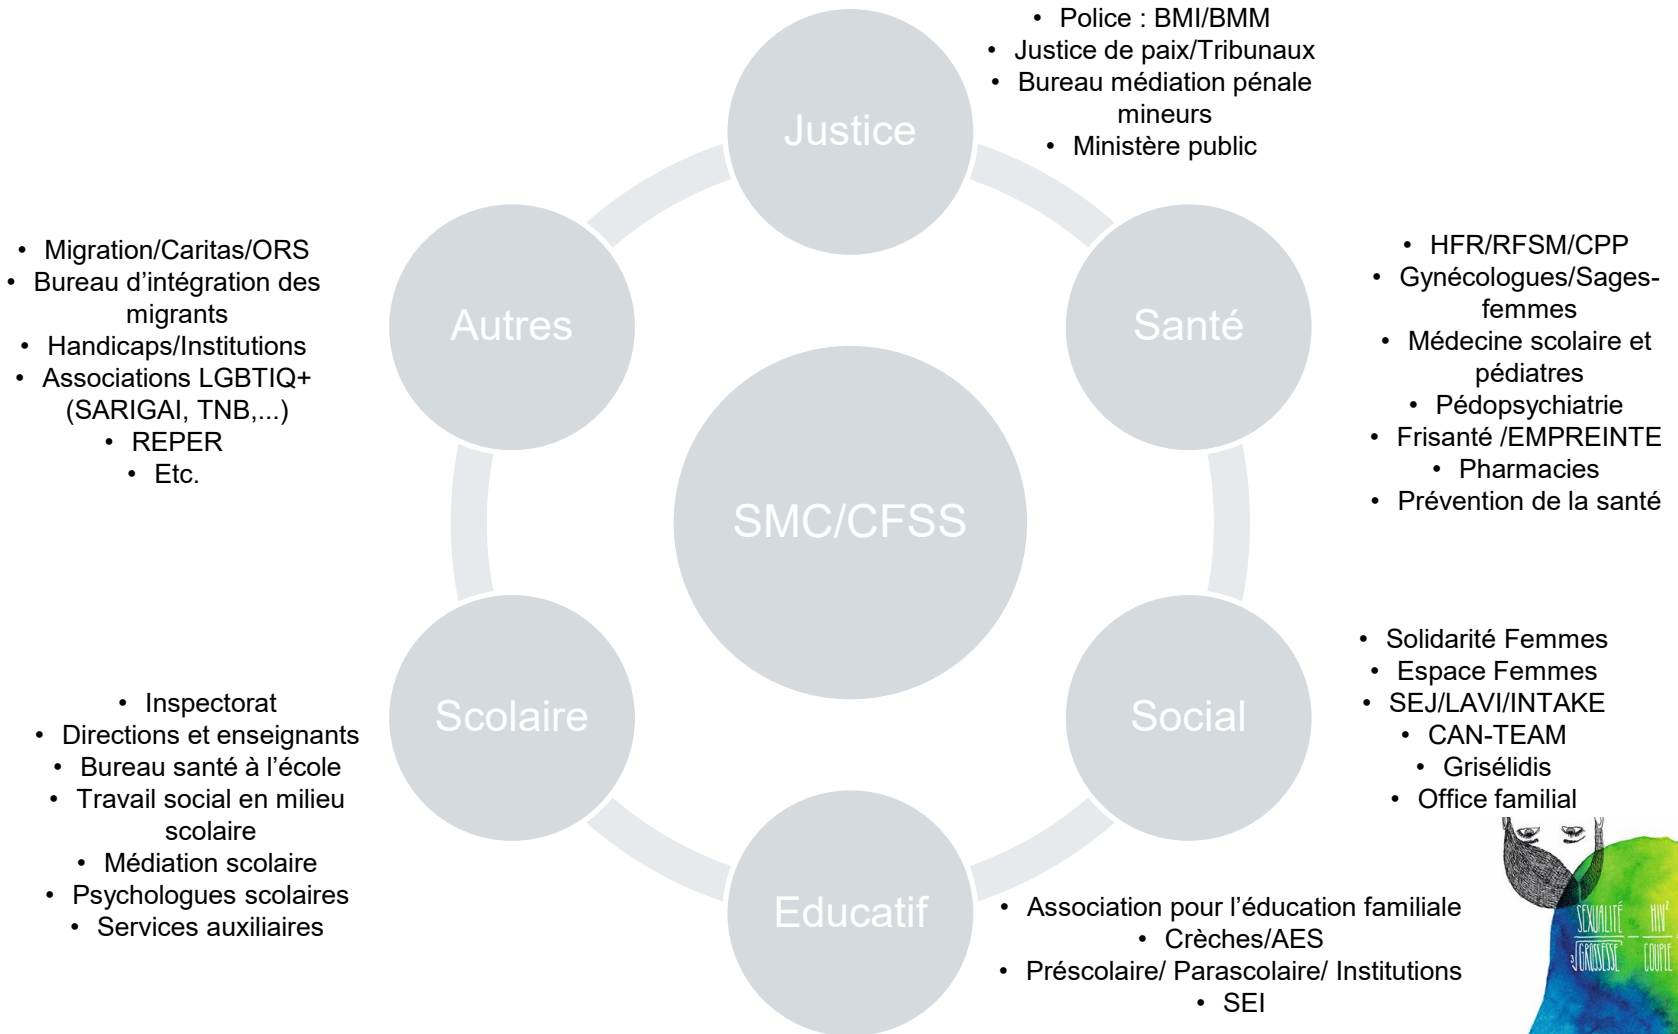 Justice
• Police : BMI/BMM
• Justice de paix/Tribunaux
• Bureau médiation pénale
mineurs
• Ministère public
Santé
• HFR/RFSM/CPP
• Gynécologues/Sages-
femmes
• Médecine scolaire et
pédiatres
• Pédopsychiatrie
• Frisanté /EMPREINTE
• Pharmacies
• Prévention de la santé
Social
• Solidarité Femmes
• Espace Femmes
• SEJ/LAVI/INTAKE
• CAN-TEAM
• Grisélidis
• Office familial
Educatif
• Association pour l’éducation familiale
• Crèches/AES
• Préscolaire/ Parascolaire/ Institutions
• SEI
Scolaire
• Inspectorat
• Directions et enseignants
• Bureau santé à l’école
• Travail social en milieu
scolaire
• Médiation scolaire
• Psychologues scolaires
• Services auxiliaires
Autres
• Migration/Caritas/ORS
• Bureau d’intégration des
migrants
• Handicaps/Institutions
• Associations LGBTIQ+
(SARIGAI, TNB,...)
• REPER
• Etc.
SMC/CFSS
SEXUALITÉ
3√GROSSESSE
HIV²
COUPLE